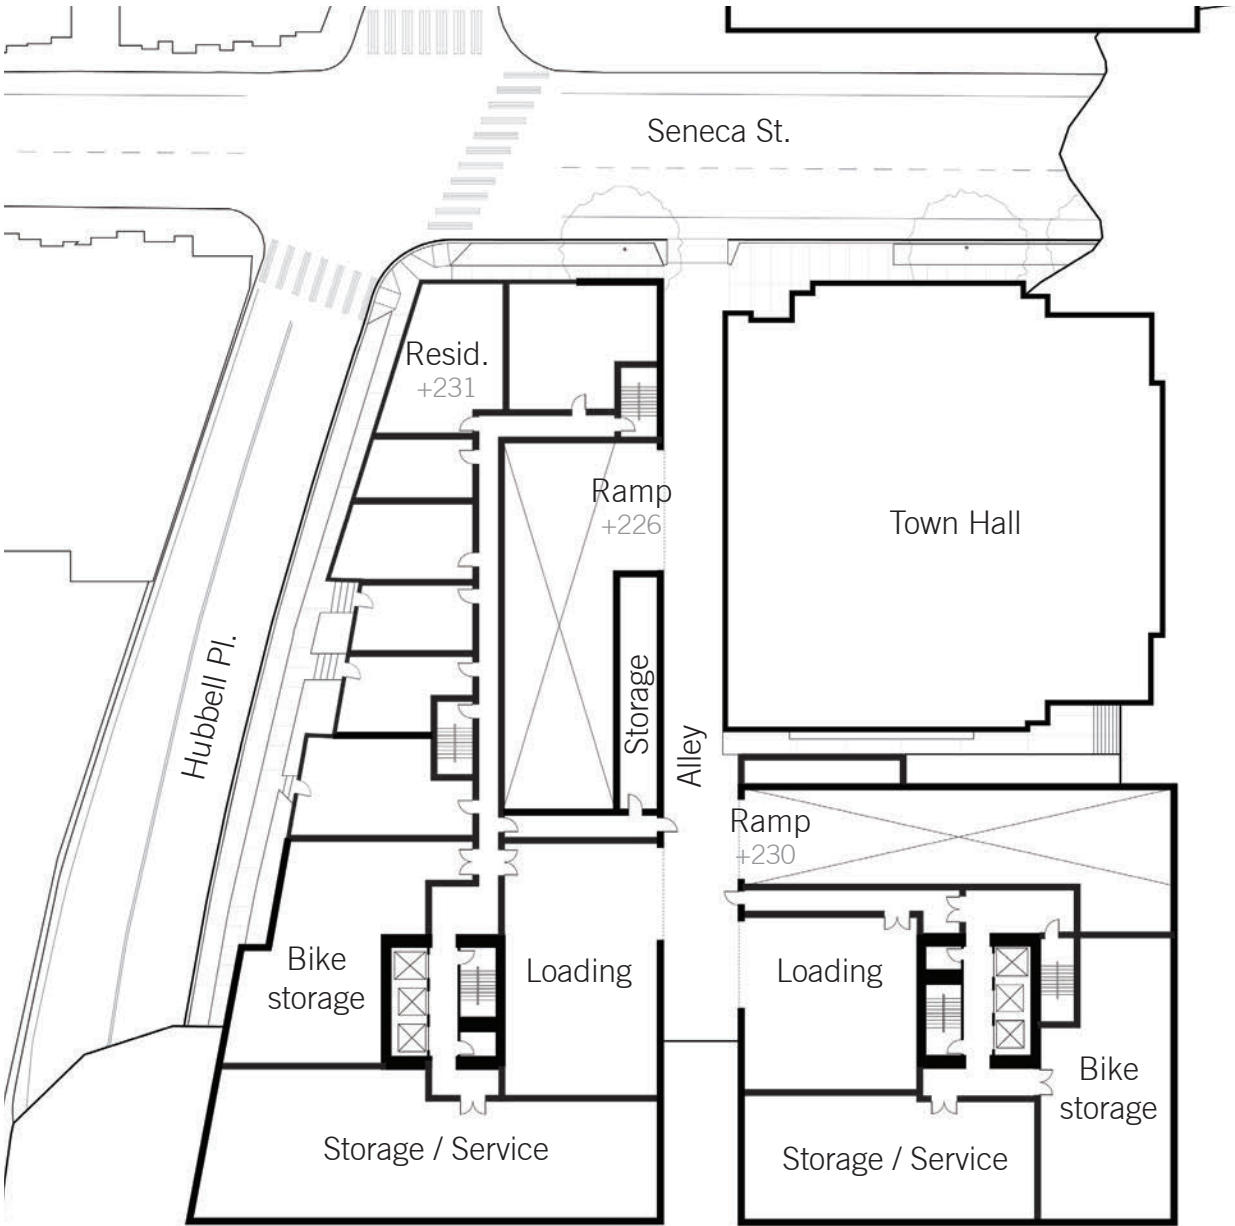 Seneca St.
Resid.
+231
Ramp
+226
Town Hall
Hubbell Pl.
Storage
Alley
Ramp
+230
Bike
storage
Loading
Loading
Bike
storage
Storage / Service
Storage / Service